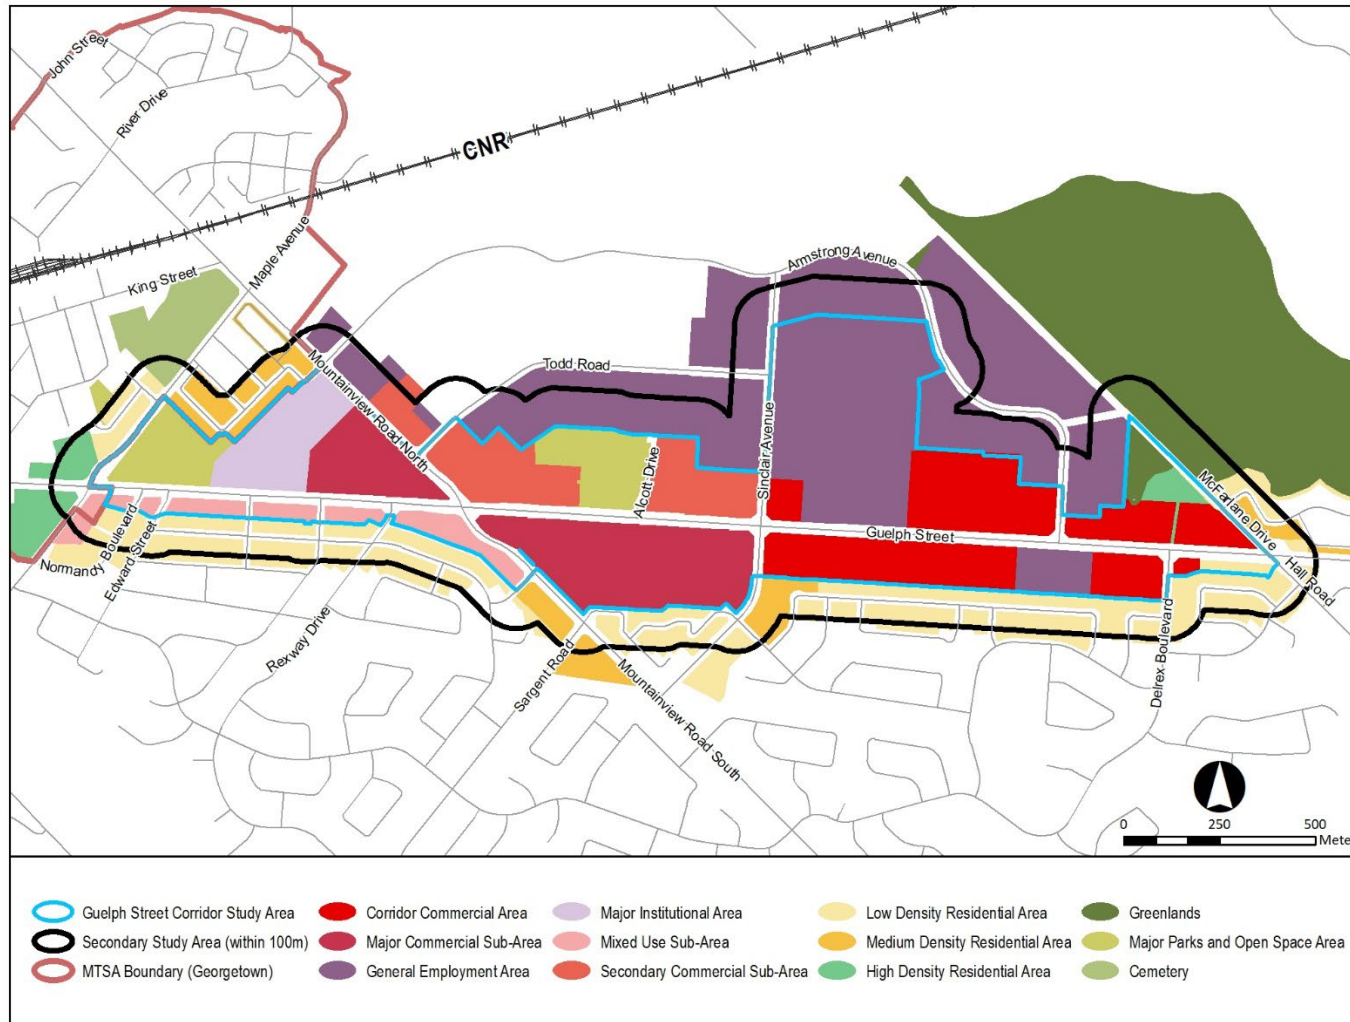 John Street
River Drive
CNR
Maple Avenue
King Street
Armstrong Avenue
Todd Road
Mountainview Road North
Sinclair Avenue
Alcott Drive
McFarlane Drive
Guelph Street
Normandy Boulevard
Edward Street
Hall Road
Rexway Drive
Delrex Boulevard
Sargent Road
Mountainview Road South
0 250 500
Mete
Guelph Street Corridor Study Area
Corridor Commercial Area
Major Institutional Area
Low Density Residential Area
Greenlands
Secondary Study Area (within 100m)
Major Commercial Sub-Area
Mixed Use Sub-Area
Medium Density Residential Area
Major Parks and Open Space Area
MTSA Boundary (Georgetown)
General Employment Area
Secondary Commercial Sub-Area
High Density Residential Area
Cemetery